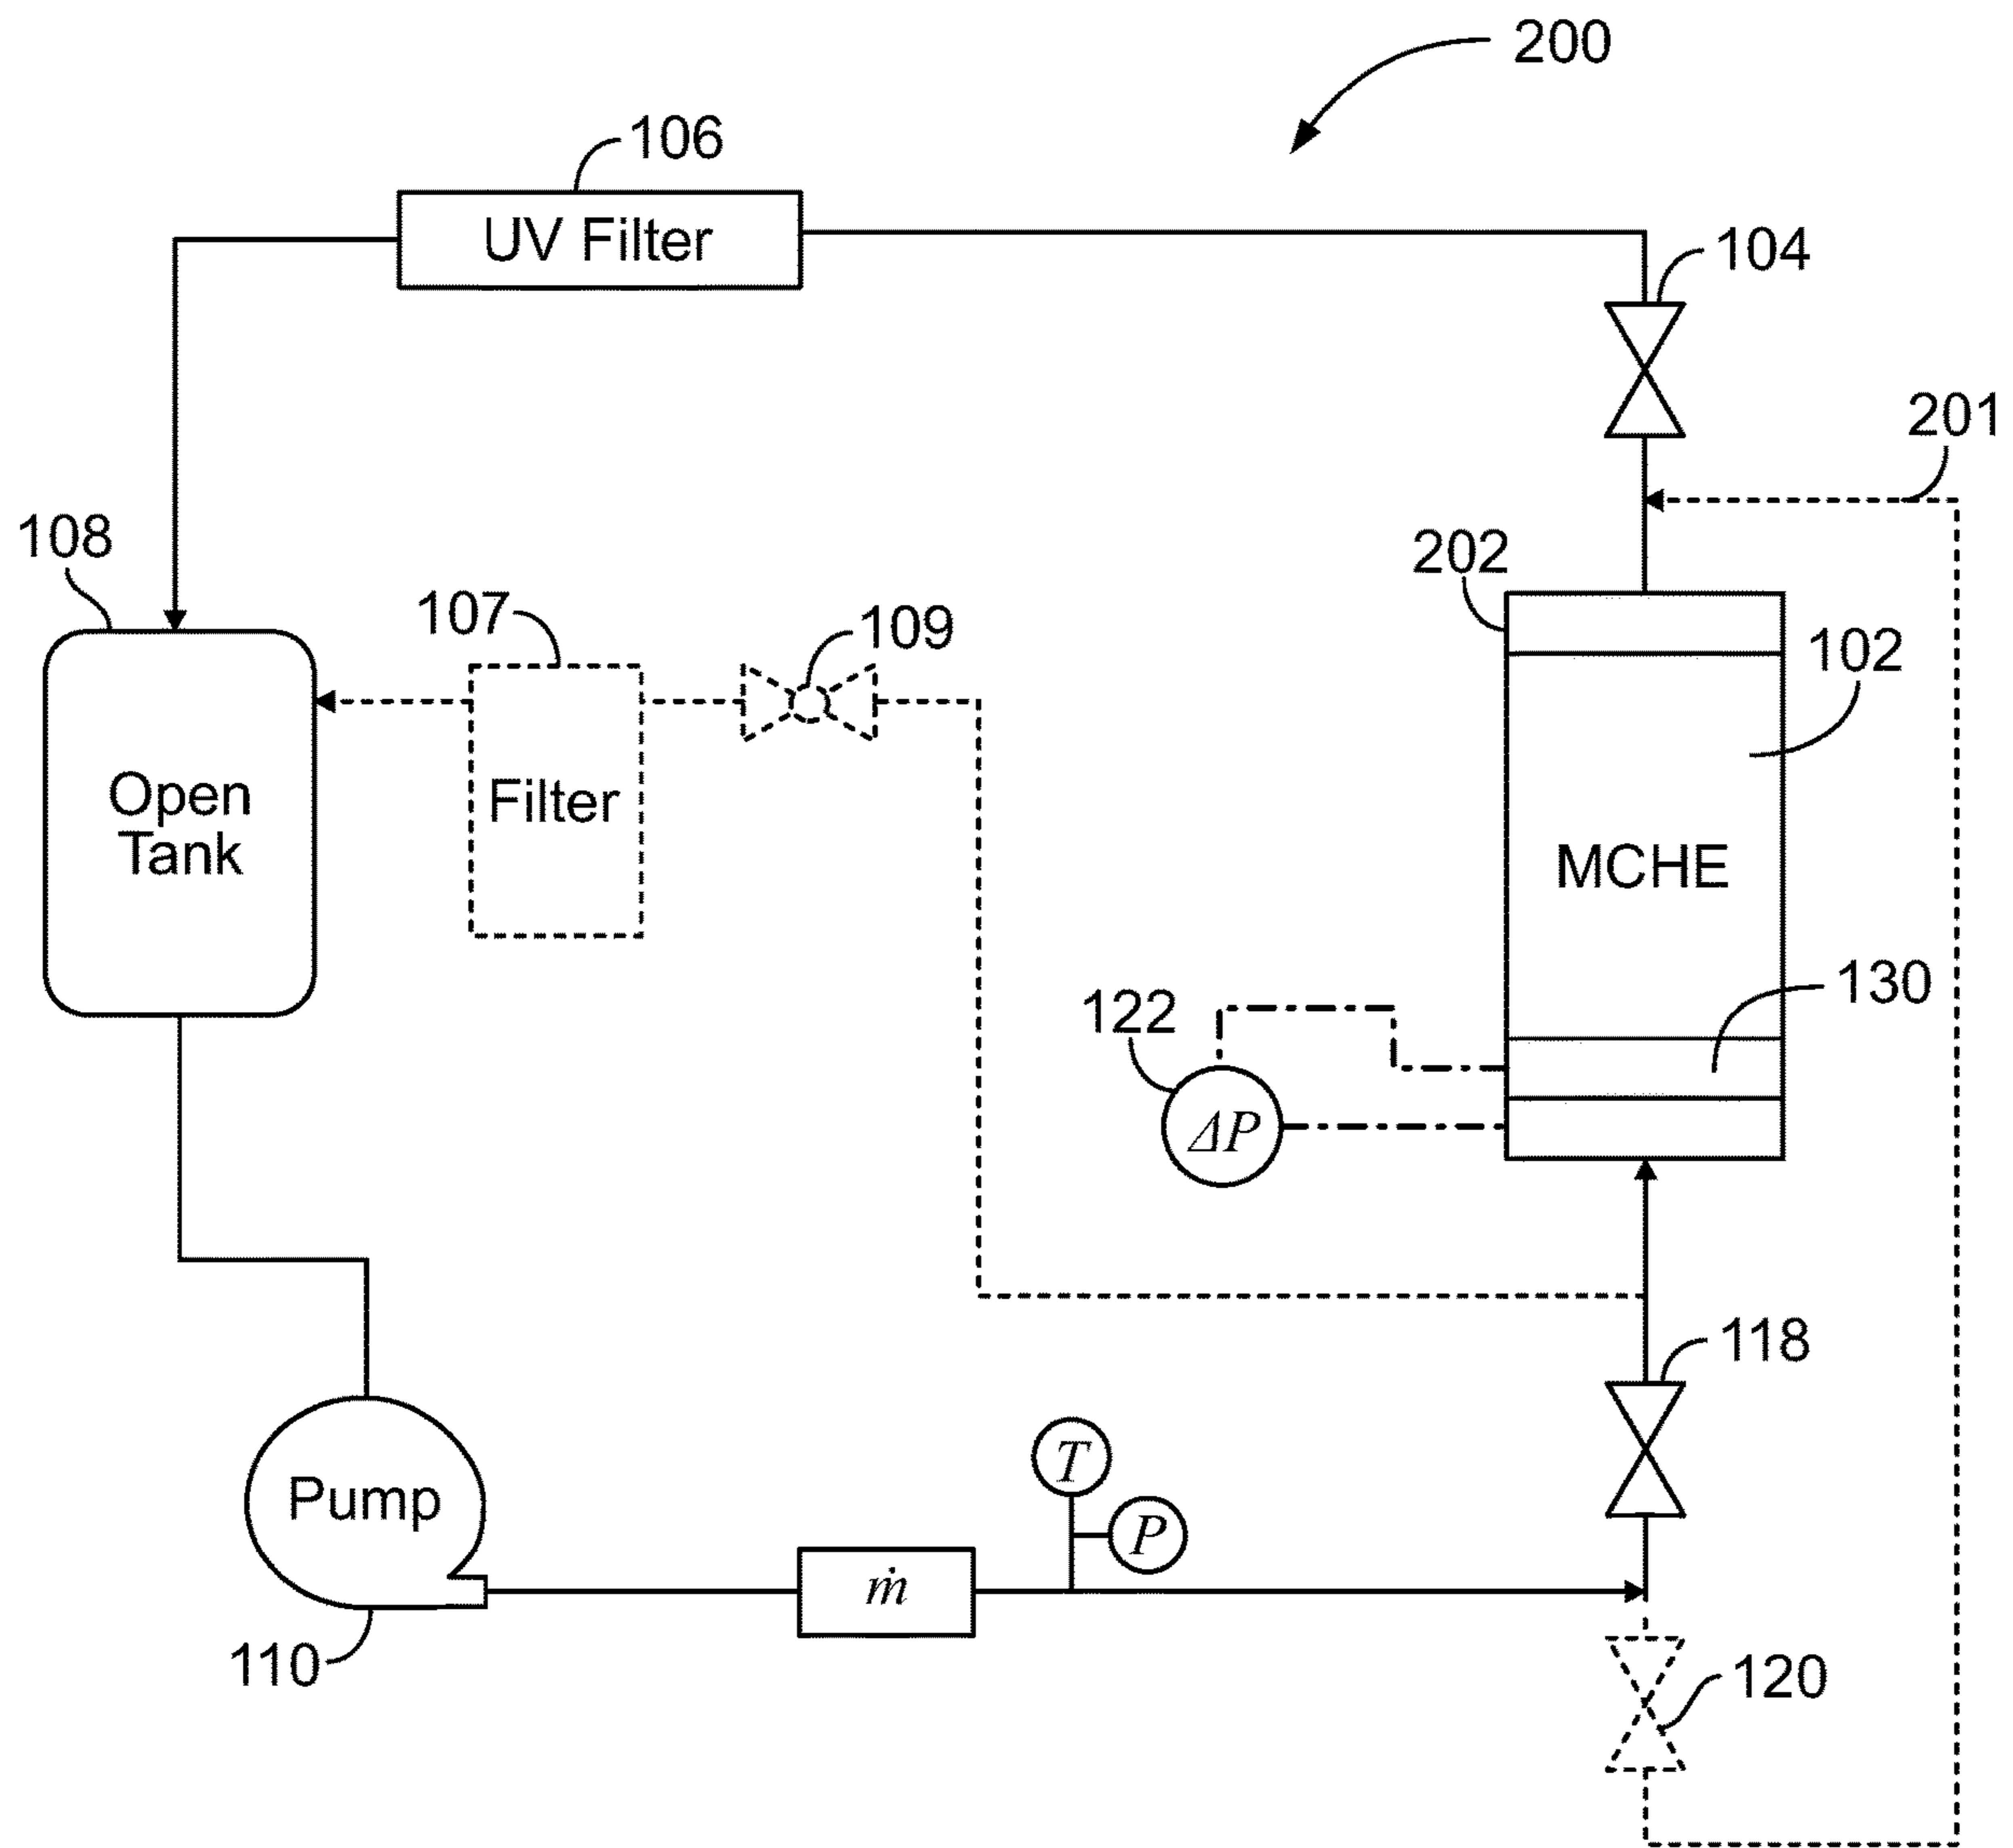 200
106
UV Filter
104
201
108
202
107
109
102
Open
Tank
Filter
MCHE
130
122
ΔP
118
T
Pump
P
ṁ
110
120